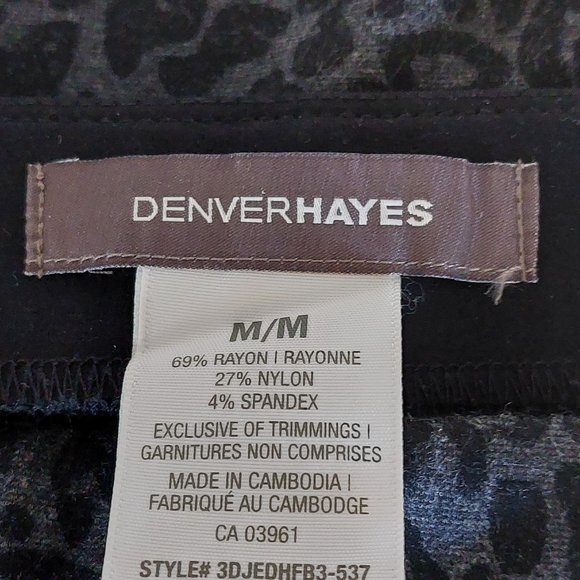 DENVERHAYES
M/M
69% RAYON | RAYONNE
27% NYLON
4% SPANDEX
EXCLUSIVE OF TRIMMINGS |
GARNITURES NON COMPRISES
MADE IN CAMBODIA |
FABRIQUÉ AU CAMBODGE
CA 03961
STYLE# 3DJEDHFB3-537